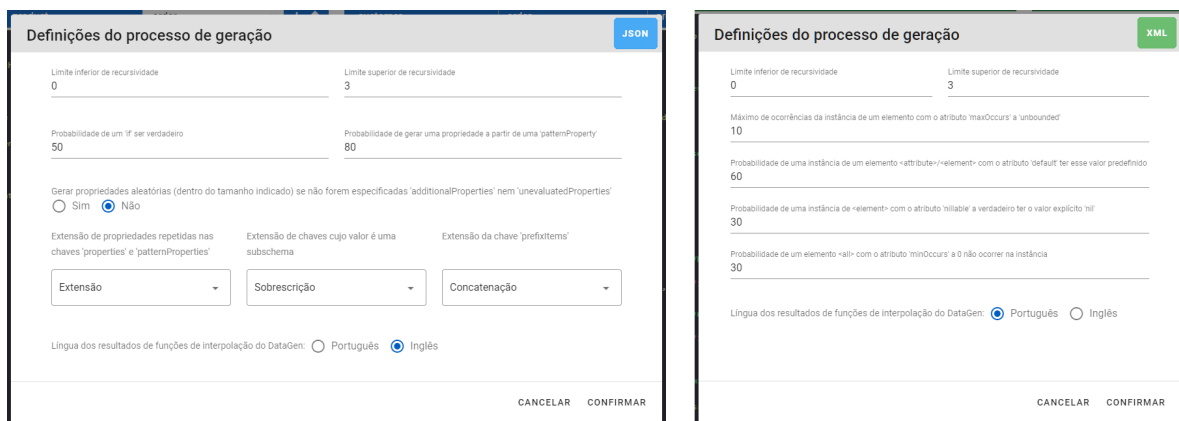 Definições do processo de geração
JSON
Limite inferior de recursividade
Limite superior de recursividade
0
3
Probabilidade de um 'if' ser verdadeiro
Probabilidade de gerar uma propriedade a partir de uma 'patternProperty'
50
80
Gerar propriedades aleatórias (dentro do tamanho indicado) se não forem especificadas 'additionalProperties' nem 'unevaluatedProperties'
Sim Não
Extensão de propriedades repetidas nas
chaves 'properties' e 'patternProperties'
Extensão de chaves cujo valor é uma
subschema
Extensão da chave 'prefixItems'
Extensão
Sobrescrição
Concatenação
Língua dos resultados de funções de interpolação do DataGen: Português Inglês
CANCELAR CONFIRMAR
Definições do processo de geração
XML
Limite inferior de recursividade
Limite superior de recursividade
0
3
Máximo de ocorrências da instância de um elemento com o atributo 'maxOccurs' a 'unbounded'
10
Probabilidade de uma instância de um elemento <attribute>/<element> com o atributo 'default' ter esse valor predefinido
60
Probabilidade de uma instância de <element> com o atributo 'nillable' a verdadeiro ter o valor explícito 'nil'
30
Probabilidade de um elemento <all> com o atributo 'minOccurs' a 0 não ocorrer na instância
30
Língua dos resultados de funções de interpolação do DataGen: Português Inglês
CANCELAR CONFIRMAR